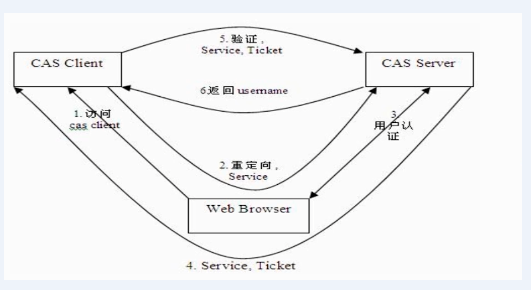 5.验证,
Service, Ticket
CAS Client
CAS Server
6返回 username
1.访问
cas client
3.
用户认
证
2.重定向,
Service
Web Browser
4. Service, Ticket